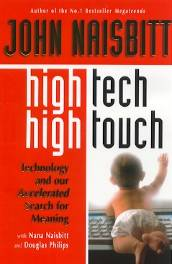 Author of the No.1 Bestseller Megatrends
JOHN NAISBITT
high tech
high touch
Technology
and our
Accelerated
Search for
Meaning
with Nana Naisbitt
and Douglas Philips